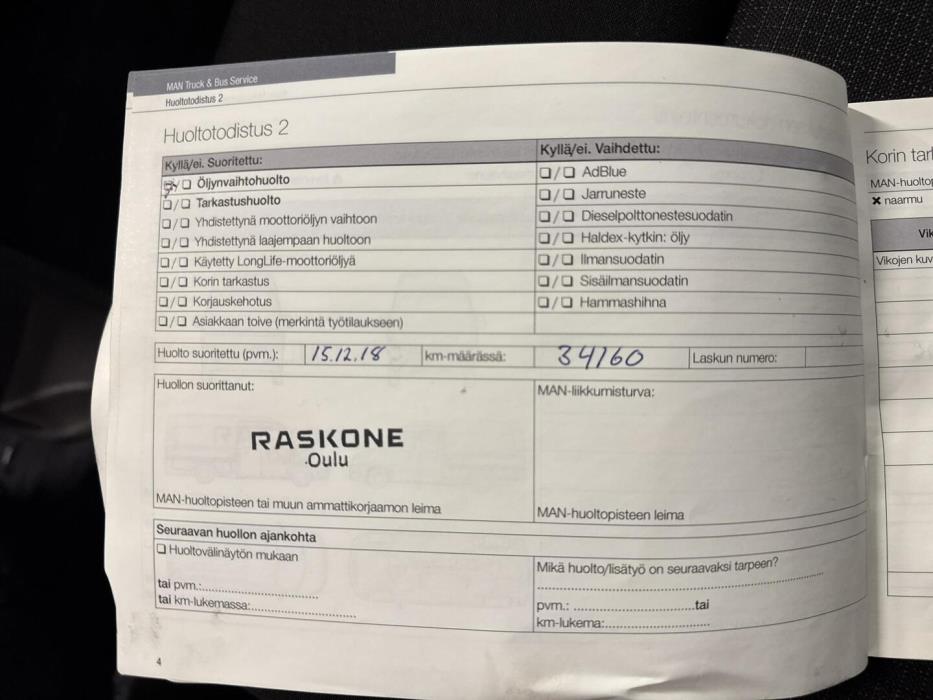 MAN Truck & Bus Service
Huoltotodistus 2
Huoltotodistus 2
Kyllä/ei. Suoritettu:
Kyllä/ei. Vaihdettu:
❏/❏ Öljynvaihtohuolto
❏/❏ AdBlue
❏/❏ Tarkastushuolto
❏/❏ Jarruneste
❏/❏ Yhdistettynä moottoriöljyn vaihtoon
❏/❏ Dieselpolttonestesuodatin
❏/❏ Yhdistettynä laajempaan huoltoon
❏/❏ Haldex-kytkin: öljy
❏/❏ Käytetty LongLife-moottoriöljyä
❏/❏ Ilmansuodatin
❏/❏ Korin tarkastus
❏/❏ Sisäilmansuodatin
❏/❏ Korjauskehotus
❏/❏ Hammashihna
❏/❏ Asiakkaan toive (merkintä työtilaukseen)
Huolto suoritettu (pvm.): 15.12.18 km-määrässä: 34160 Laskun numero:
Huollon suorittanut:
MAN-liikkumisturva:
RASKONE
Oulu
MAN-huoltopisteen tai muun ammattikorjaamon leima
MAN-huoltopisteen leima
Seuraavan huollon ajankohta
❏ Huoltovälinäytön mukaan
Mikä huolto/lisätyö on seuraavaksi tarpeen?
tai pvm.:
pvm.: tai
tai km-lukemassa:
km-lukema:
4
Korin
MAN-huoltop
✖ naarmu
Vik
Vikojen kuv